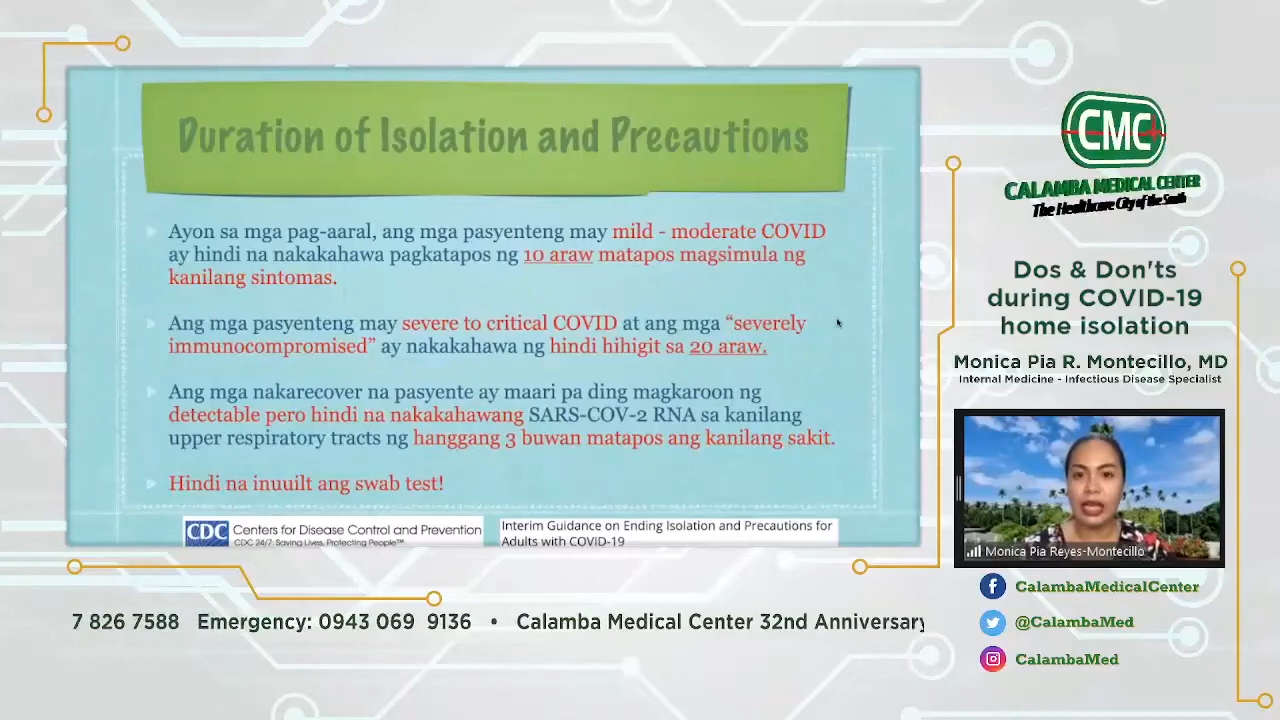 Duration of Isolation and Precautions
Ayon sa mga pag-aaral, ang mga pasyenteng may mild - moderate COVID
ay hindi na nakakahawa pagkatapos ng 10 araw matapos magsimula ng
kanilang sintomas.
Ang mga pasyenteng may severe to critical COVID at ang mga “severely
immunocompromised” ay nakakahawa ng hindi hihigit sa 20 araw.
Ang mga nakarecover na pasyente ay maari pa ding magkaroon ng
detectable pero hindi na nakakahawang SARS-COV-2 RNA sa kanilang
upper respiratory tracts ng hanggang 3 buwan matapos ang kanilang sakit.
Hindi na inuuilt ang swab test!
CDC Centers for Disease Control and Prevention
CDC 24/7. Saving Lives. Protecting People™
Interim Guidance on Ending Isolation and Precautions for
Adults with COVID-19
CMC
CALAMBA MEDICAL CENTER
The Healthcare City of the South
Dos & Don'ts
during COVID-19
home isolation
Monica Pia R. Montecillo, MD
Internal Medicine - Infectious Disease Specialist
Monica Pia Reyes-Montecillo
CalambaMedicalCenter
@CalambaMed
CalambaMed
7 826 7588 Emergency: 0943 069 9136 • Calamba Medical Center 32nd Anniversary